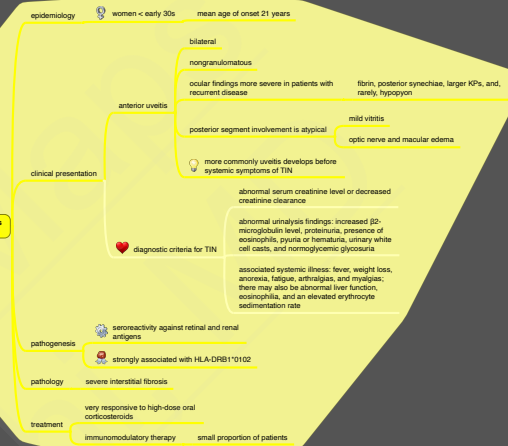 epidemiology
women < early 30s
mean age of onset 21 years
clinical presentation
anterior uveitis
bilateral
nongranulomatous
ocular findings more severe in patients with
recurrent disease
fibrin, posterior synechiae, larger KPs, and,
rarely, hypopyon
posterior segment involvement is atypical
mild vitritis
optic nerve and macular edema
more commonly uveitis develops before
systemic symptoms of TIN
diagnostic criteria for TIN
abnormal serum creatinine level or decreased
creatinine clearance
abnormal urinalysis findings: increased β2-
microglobulin level, proteinuria, presence of
eosinophils, pyuria or hematuria, urinary white
cell casts, and normoglycemic glycosuria
associated systemic illness: fever, weight loss,
anorexia, fatigue, arthralgias, and myalgias;
there may also be abnormal liver function,
eosinophilia, and an elevated erythrocyte
sedimentation rate
s
pathogenesis
seroreactivity against retinal and renal
antigens
strongly associated with HLA-DRB1*0102
pathology
severe interstitial fibrosis
treatment
very responsive to high-dose oral
corticosteroids
immunomodulatory therapy
small proportion of patients